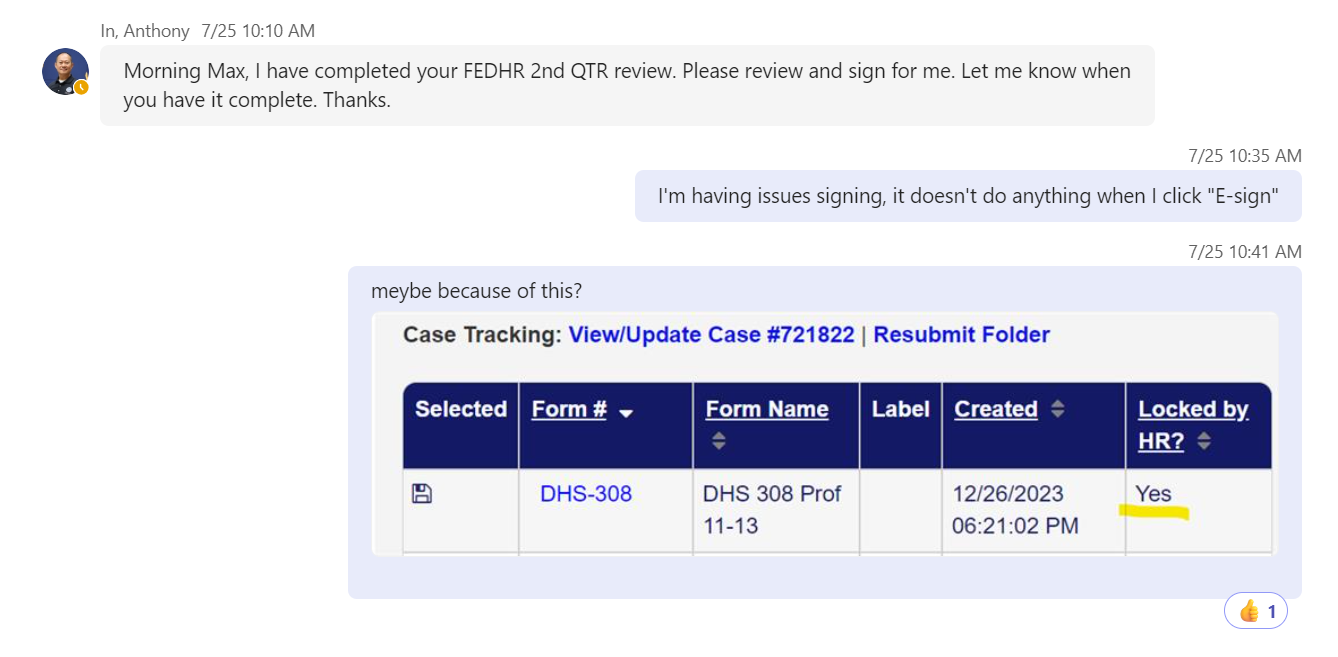 In, Anthony 7/25 10:10 AM
Morning Max, I have completed your FEDHR 2nd QTR review. Please review and sign for me. Let me know when
you have it complete. Thanks.
7/25 10:35 AM
I'm having issues signing, it doesn't do anything when I click "E-sign"
7/25 10:41 AM
meybe because of this?
Case Tracking: View/Update Case #721822 | Resubmit Folder
Selected Form # Form Name Label Created Locked by
HR?
DHS-308 DHS 308 Prof 12/26/2023 Yes
11-13 06:21:02 PM
👍 1